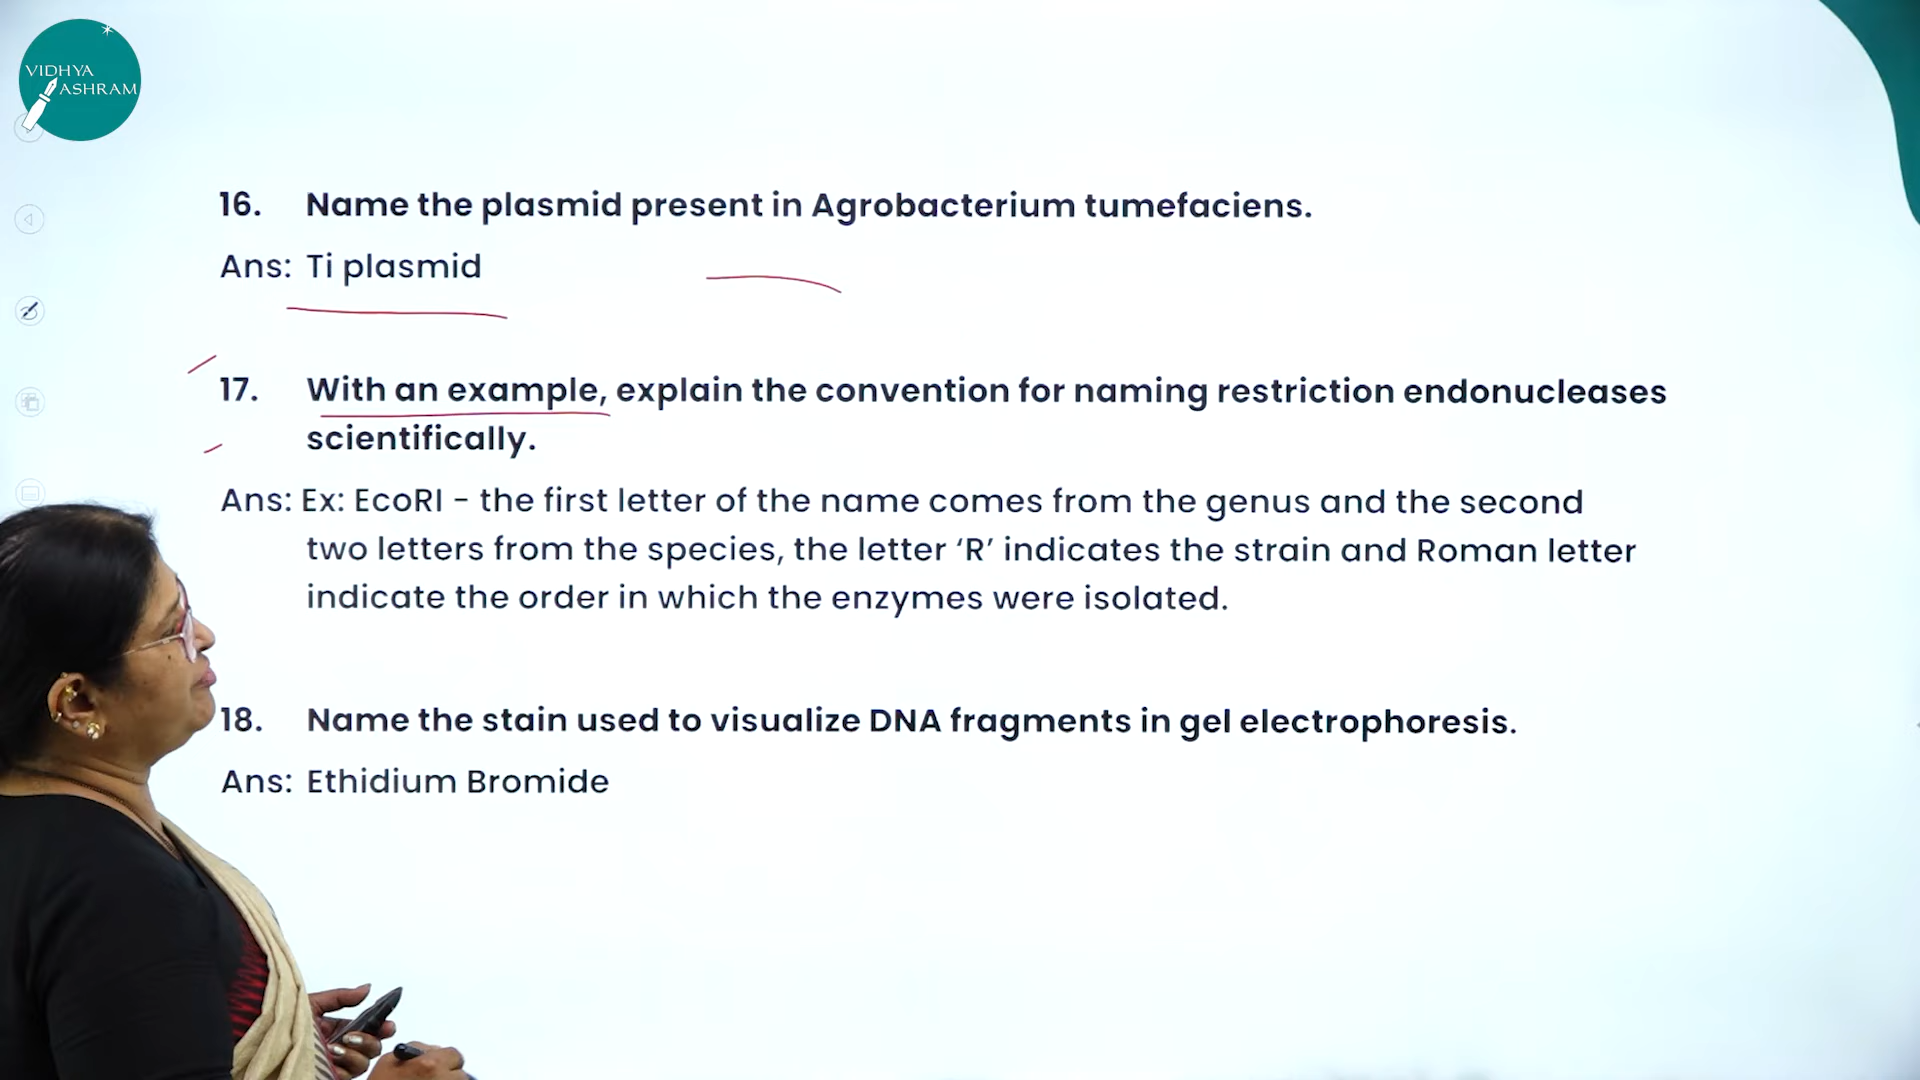 VIDHYA
ASHRAM
16. Name the plasmid present in Agrobacterium tumefaciens.
Ans: Ti plasmid
17. With an example, explain the convention for naming restriction endonucleases
scientifically.
Ans: Ex: EcoRI - the first letter of the name comes from the genus and the second
two letters from the species, the letter ‘R’ indicates the strain and Roman letter
indicate the order in which the enzymes were isolated.
18. Name the stain used to visualize DNA fragments in gel electrophoresis.
Ans: Ethidium Bromide